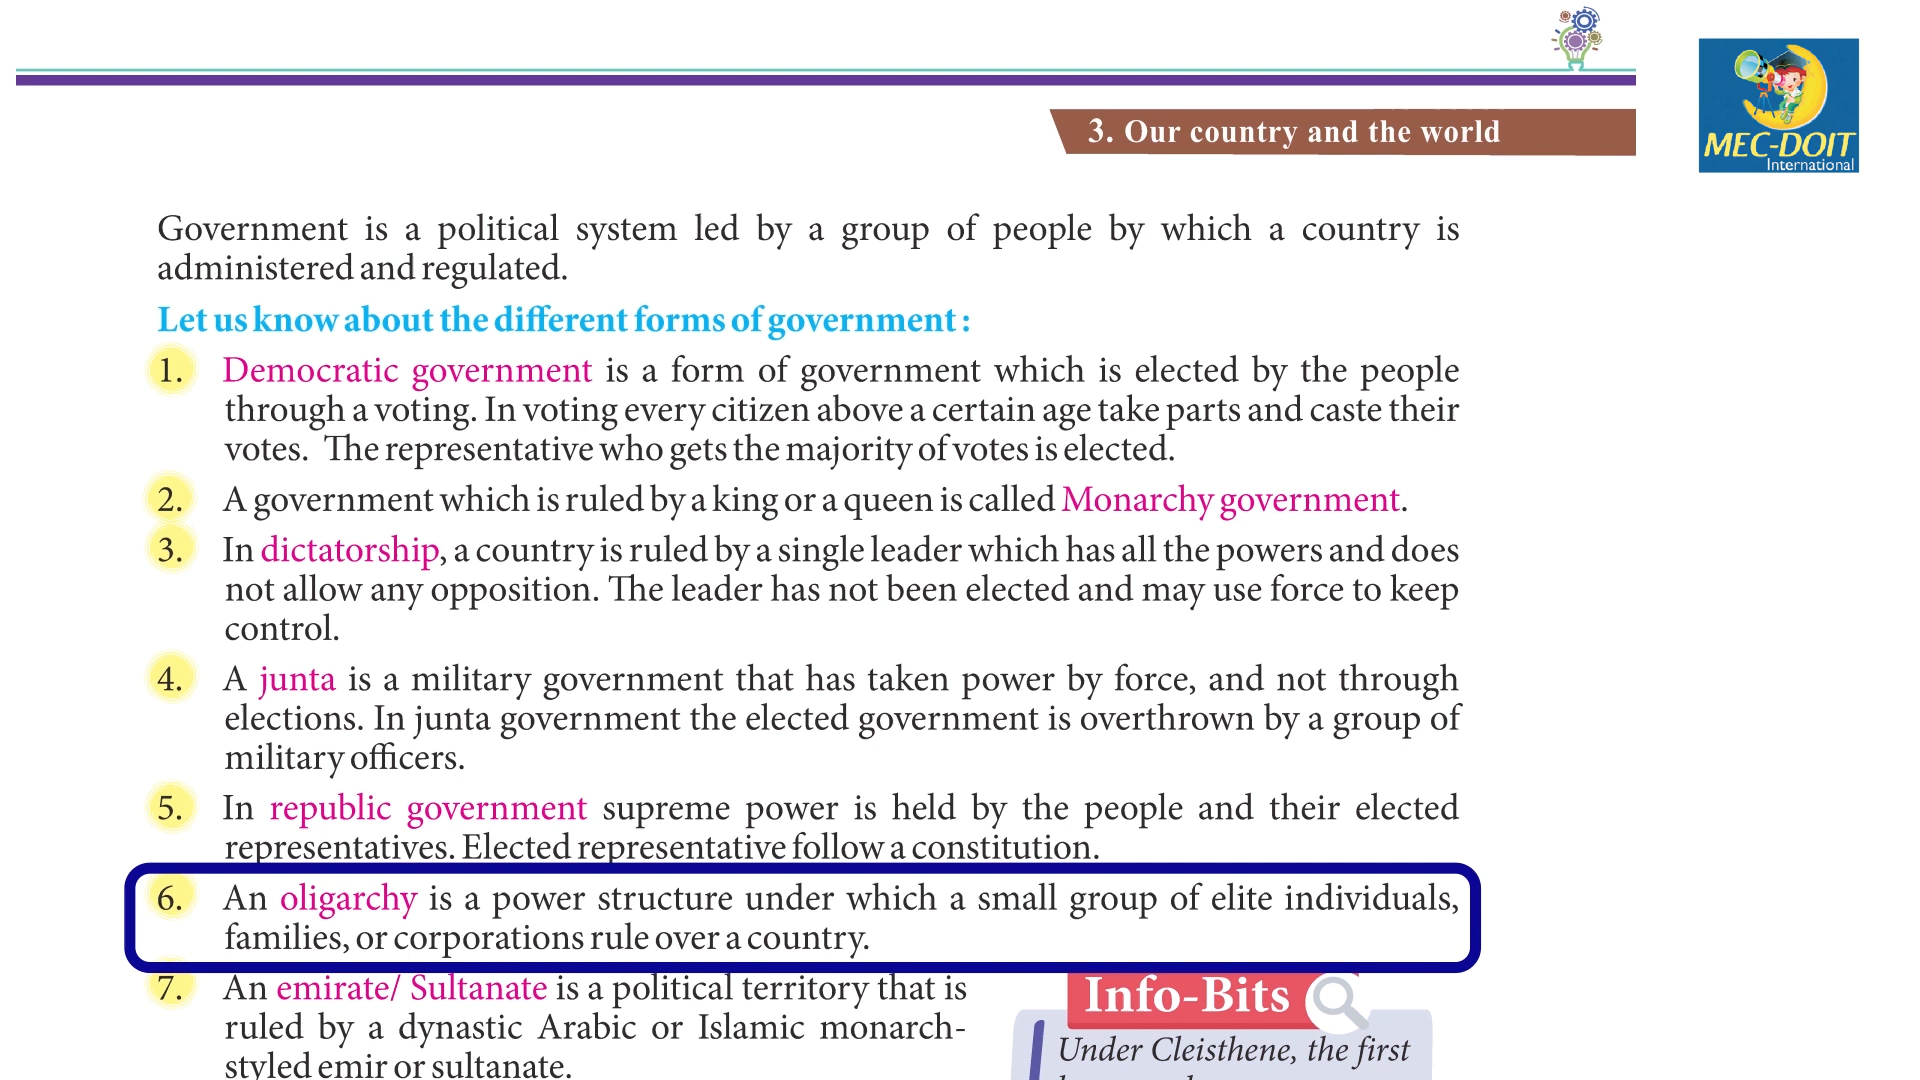 3. Our country and the world
MEC-DOIT
International
Government is a political system led by a group of people by which a country is
administered and regulated.
Let us know about the different forms of government :
1. Democratic government is a form of government which is elected by the people
through a voting. In voting every citizen above a certain age take parts and caste their
votes. The representative who gets the majority of votes is elected.
2. A government which is ruled by a king or a queen is called Monarchy government.
3. In dictatorship, a country is ruled by a single leader which has all the powers and does
not allow any opposition. The leader has not been elected and may use force to keep
control.
4. A junta is a military government that has taken power by force, and not through
elections. In junta government the elected government is overthrown by a group of
military officers.
5. In republic government supreme power is held by the people and their elected
representatives. Elected representative follow a constitution.
6. An oligarchy is a power structure under which a small group of elite individuals,
families, or corporations rule over a country.
7. An emirate/ Sultanate is a political territory that is
ruled by a dynastic Arabic or Islamic monarch-
styled emir or sultanate.
Info-Bits
Under Cleisthene, the first